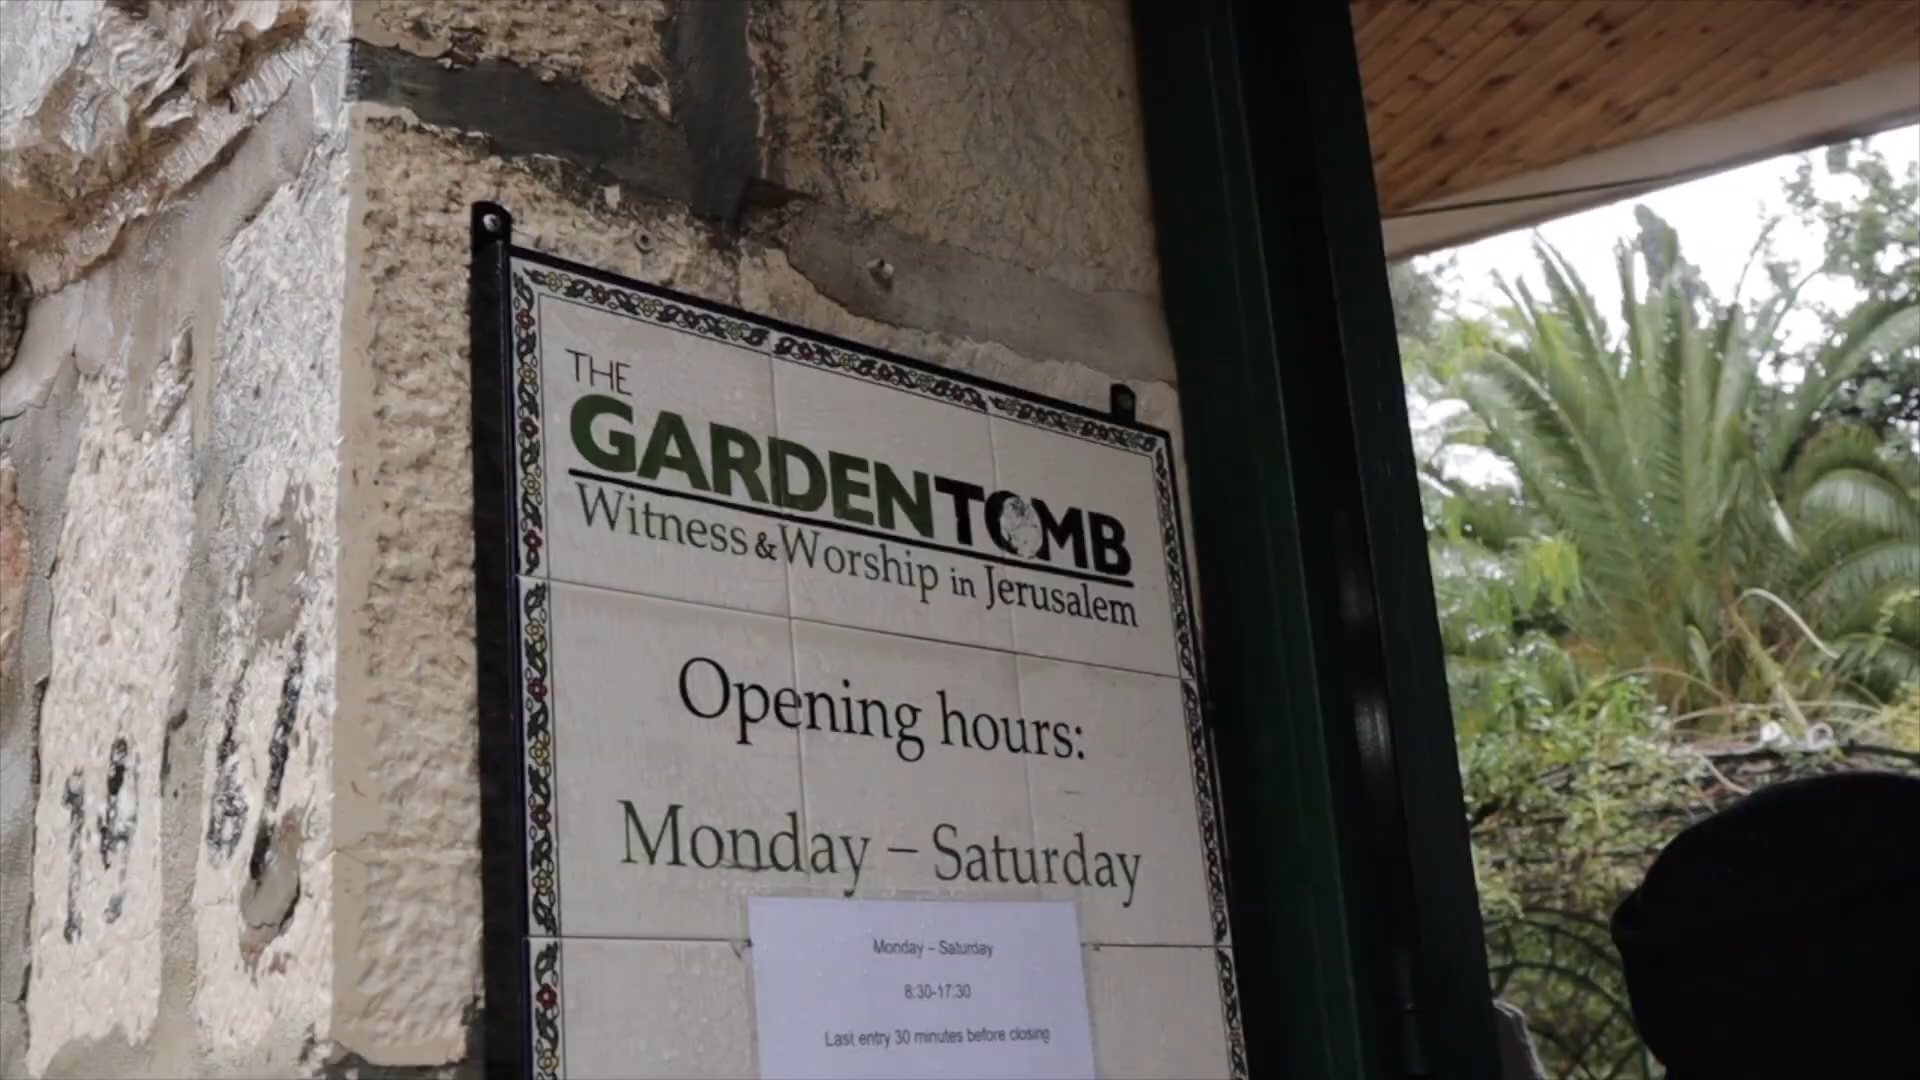 THE
GARDENTOMB
Witness & Worship in Jerusalem
Opening hours:
Monday – Saturday
Monday – Saturday
8:30-17:30
Last entry 30 minutes before closing